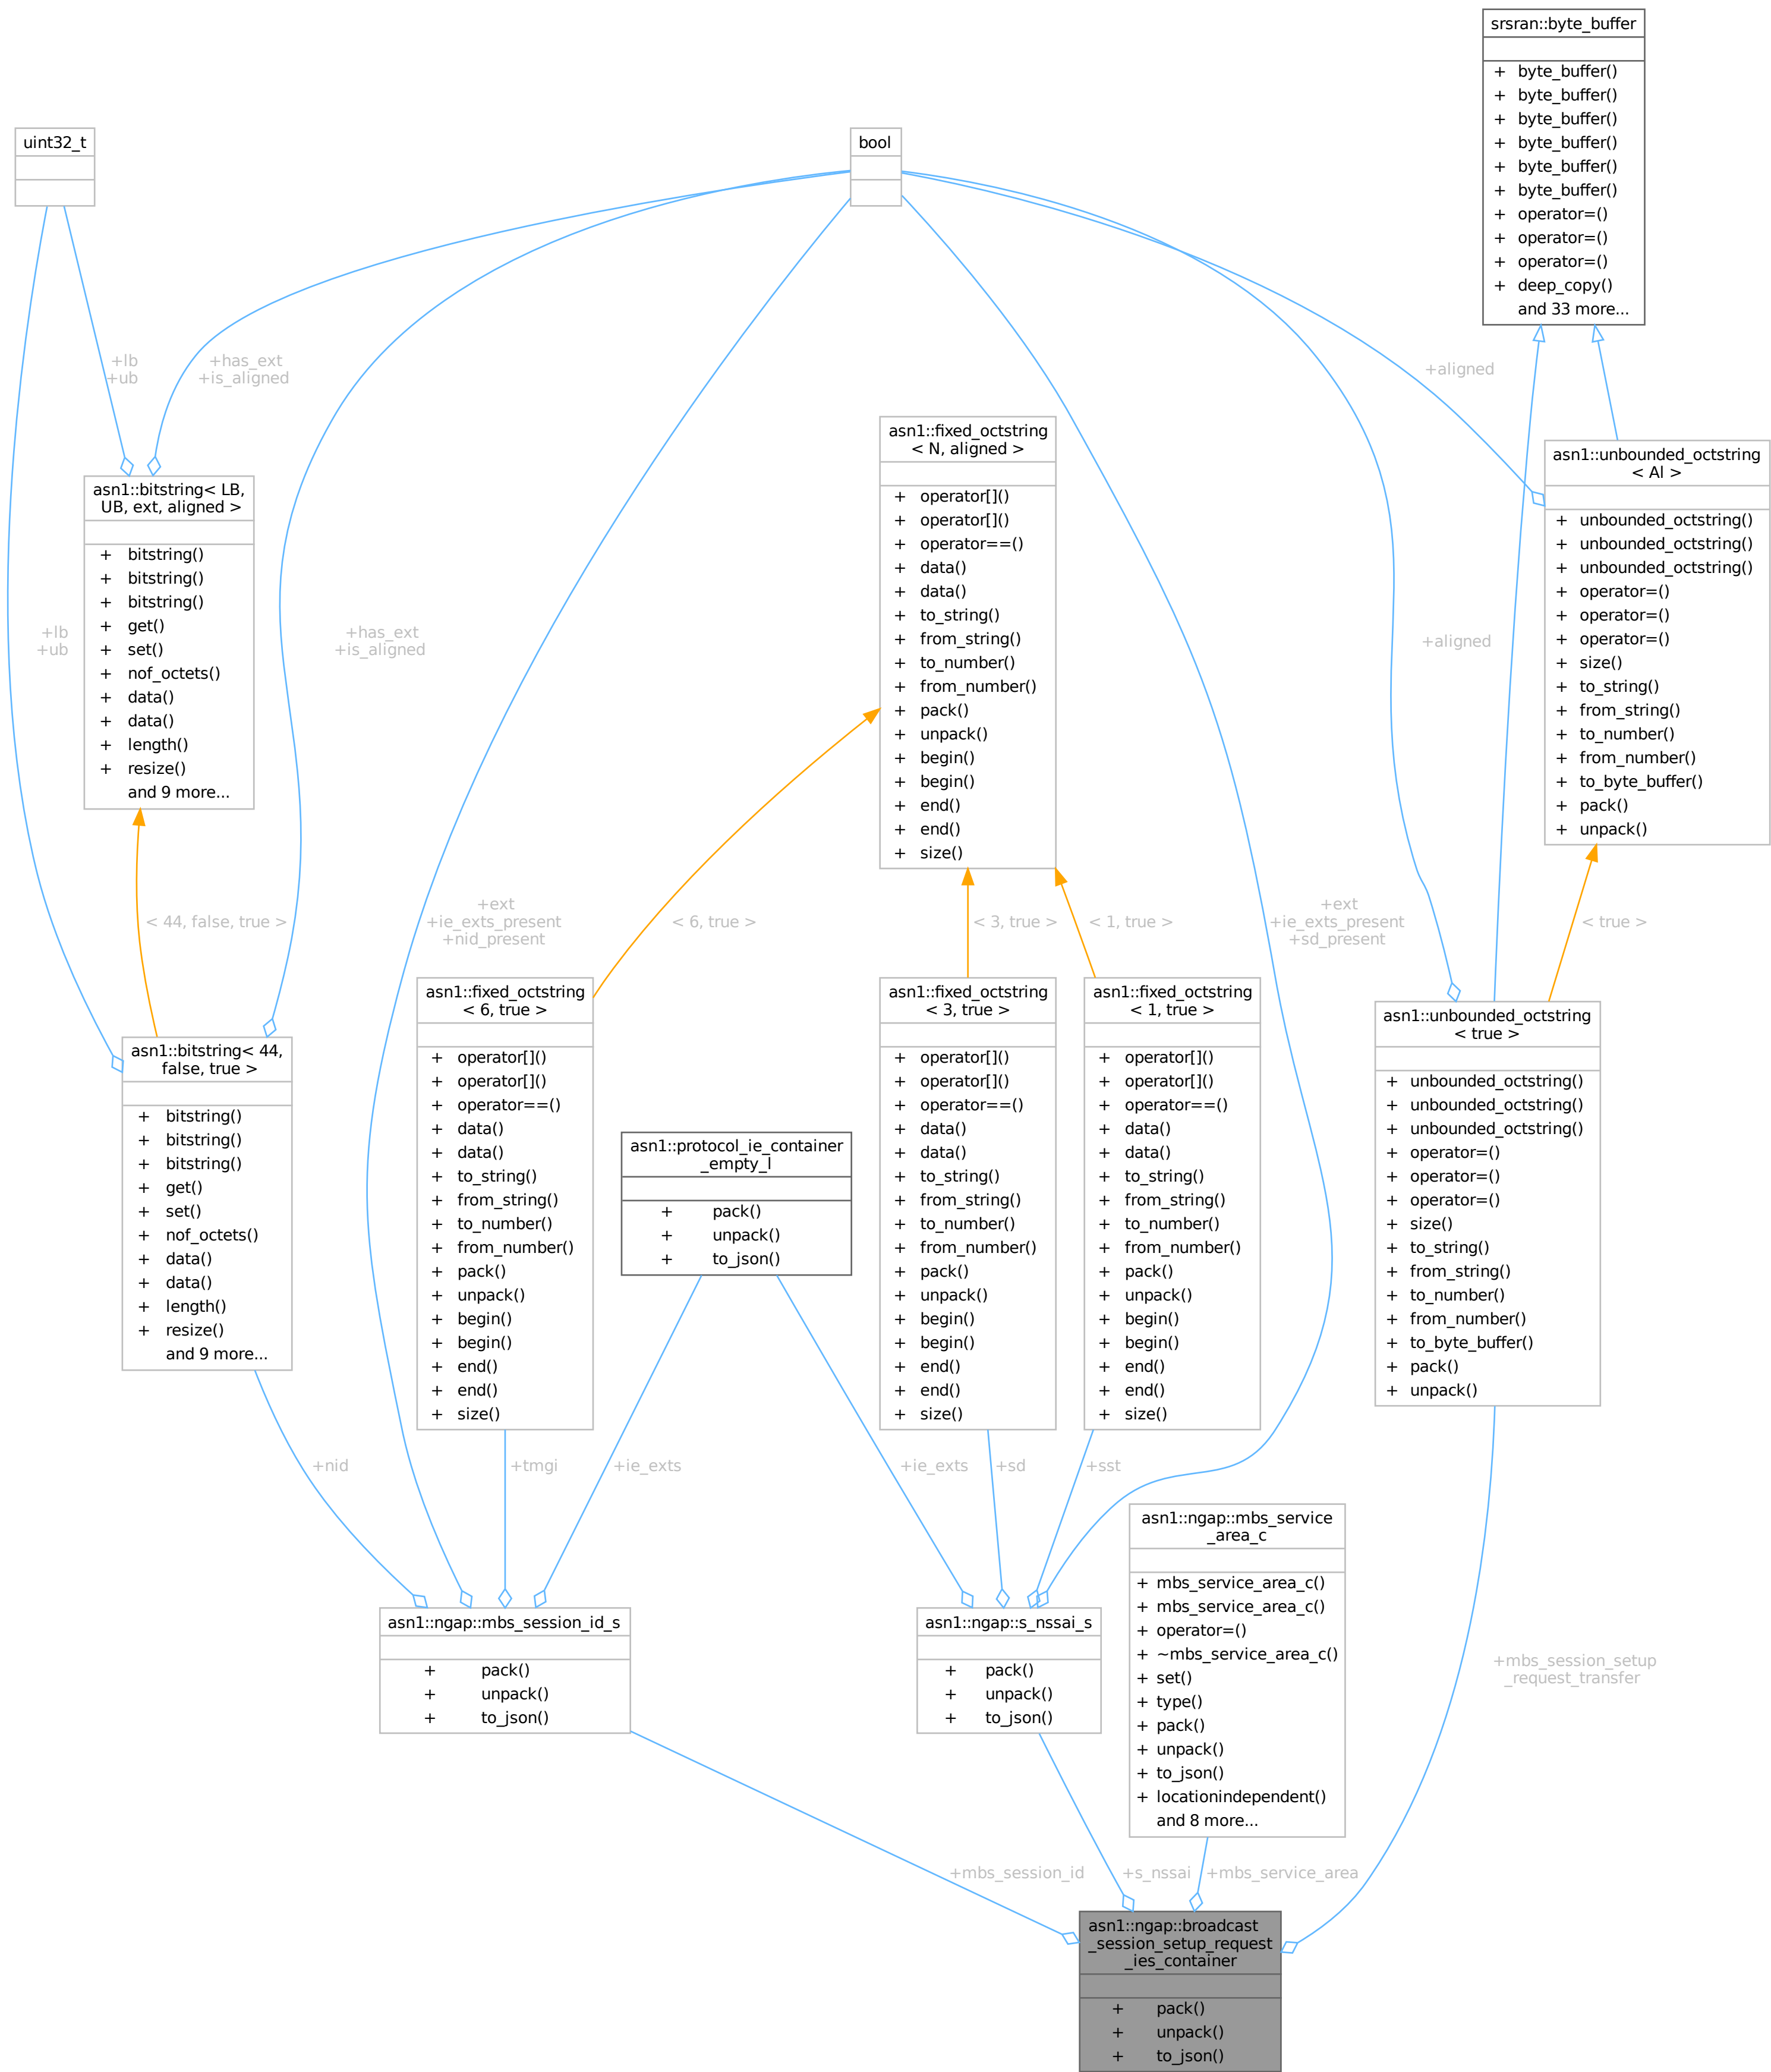 srsran::byte_buffer
+ byte_buffer()
+ byte_buffer()
+ byte_buffer()
+ byte_buffer()
+ byte_buffer()
+ byte_buffer()
+ operator=()
+ operator=()
+ operator=()
+ deep_copy()
and 33 more...
uint32_t
bool
+lb
+ub
+has_ext
+is_aligned
+aligned
asn1::fixed_octstring
< N, aligned >
+ operator[]()
+ operator[]()
+ operator==()
+ data()
+ data()
+ to_string()
+ from_string()
+ to_number()
+ from_number()
+ pack()
+ unpack()
+ begin()
+ begin()
+ end()
+ end()
+ size()
asn1::unbounded_octstring
< Al >
+ unbounded_octstring()
+ unbounded_octstring()
+ unbounded_octstring()
+ operator=()
+ operator=()
+ operator=()
+ size()
+ to_string()
+ from_string()
+ to_number()
+ from_number()
+ to_byte_buffer()
+ pack()
+ unpack()
asn1::bitstring< LB,
UB, ext, aligned >
+ bitstring()
+ bitstring()
+ bitstring()
+ get()
+ set()
+ nof_octets()
+ data()
+ data()
+ length()
+ resize()
and 9 more...
+lb
+ub
+has_ext
+is_aligned
+aligned
< 44, false, true >
+ext
+ie_exts_present
+nid_present
< 6, true >
< 3, true >
< 1, true >
+ext
+ie_exts_present
+sd_present
< true >
asn1::bitstring< 44,
false, true >
+ bitstring()
+ bitstring()
+ bitstring()
+ get()
+ set()
+ nof_octets()
+ data()
+ data()
+ length()
+ resize()
and 9 more...
asn1::fixed_octstring
< 6, true >
+ operator[]()
+ operator[]()
+ operator==()
+ data()
+ data()
+ to_string()
+ from_string()
+ to_number()
+ from_number()
+ pack()
+ unpack()
+ begin()
+ begin()
+ end()
+ end()
+ size()
asn1::protocol_ie_container
_empty_l
+ pack()
+ unpack()
+ to_json()
asn1::fixed_octstring
< 3, true >
+ operator[]()
+ operator[]()
+ operator==()
+ data()
+ data()
+ to_string()
+ from_string()
+ to_number()
+ from_number()
+ pack()
+ unpack()
+ begin()
+ begin()
+ end()
+ end()
+ size()
asn1::fixed_octstring
< 1, true >
+ operator[]()
+ operator[]()
+ operator==()
+ data()
+ data()
+ to_string()
+ from_string()
+ to_number()
+ from_number()
+ pack()
+ unpack()
+ begin()
+ begin()
+ end()
+ end()
+ size()
asn1::unbounded_octstring
< true >
+ unbounded_octstring()
+ unbounded_octstring()
+ unbounded_octstring()
+ operator=()
+ operator=()
+ operator=()
+ size()
+ to_string()
+ from_string()
+ to_number()
+ from_number()
+ to_byte_buffer()
+ pack()
+ unpack()
+nid
+tmgi
+ie_exts
+ie_exts
+sd
+sst
asn1::ngap::mbs_session_id_s
+ pack()
+ unpack()
+ to_json()
asn1::ngap::s_nssai_s
+ pack()
+ unpack()
+ to_json()
asn1::ngap::mbs_service
_area_c
+ mbs_service_area_c()
+ mbs_service_area_c()
+ operator=()
+ ~mbs_service_area_c()
+ set()
+ type()
+ pack()
+ unpack()
+ to_json()
+ locationindependent()
and 8 more...
+mbs_session_setup
_request_transfer
+mbs_session_id
+s_nssai
+mbs_service_area
asn1::ngap::broadcast
_session_setup_request
_ies_container
+ pack()
+ unpack()
+ to_json()